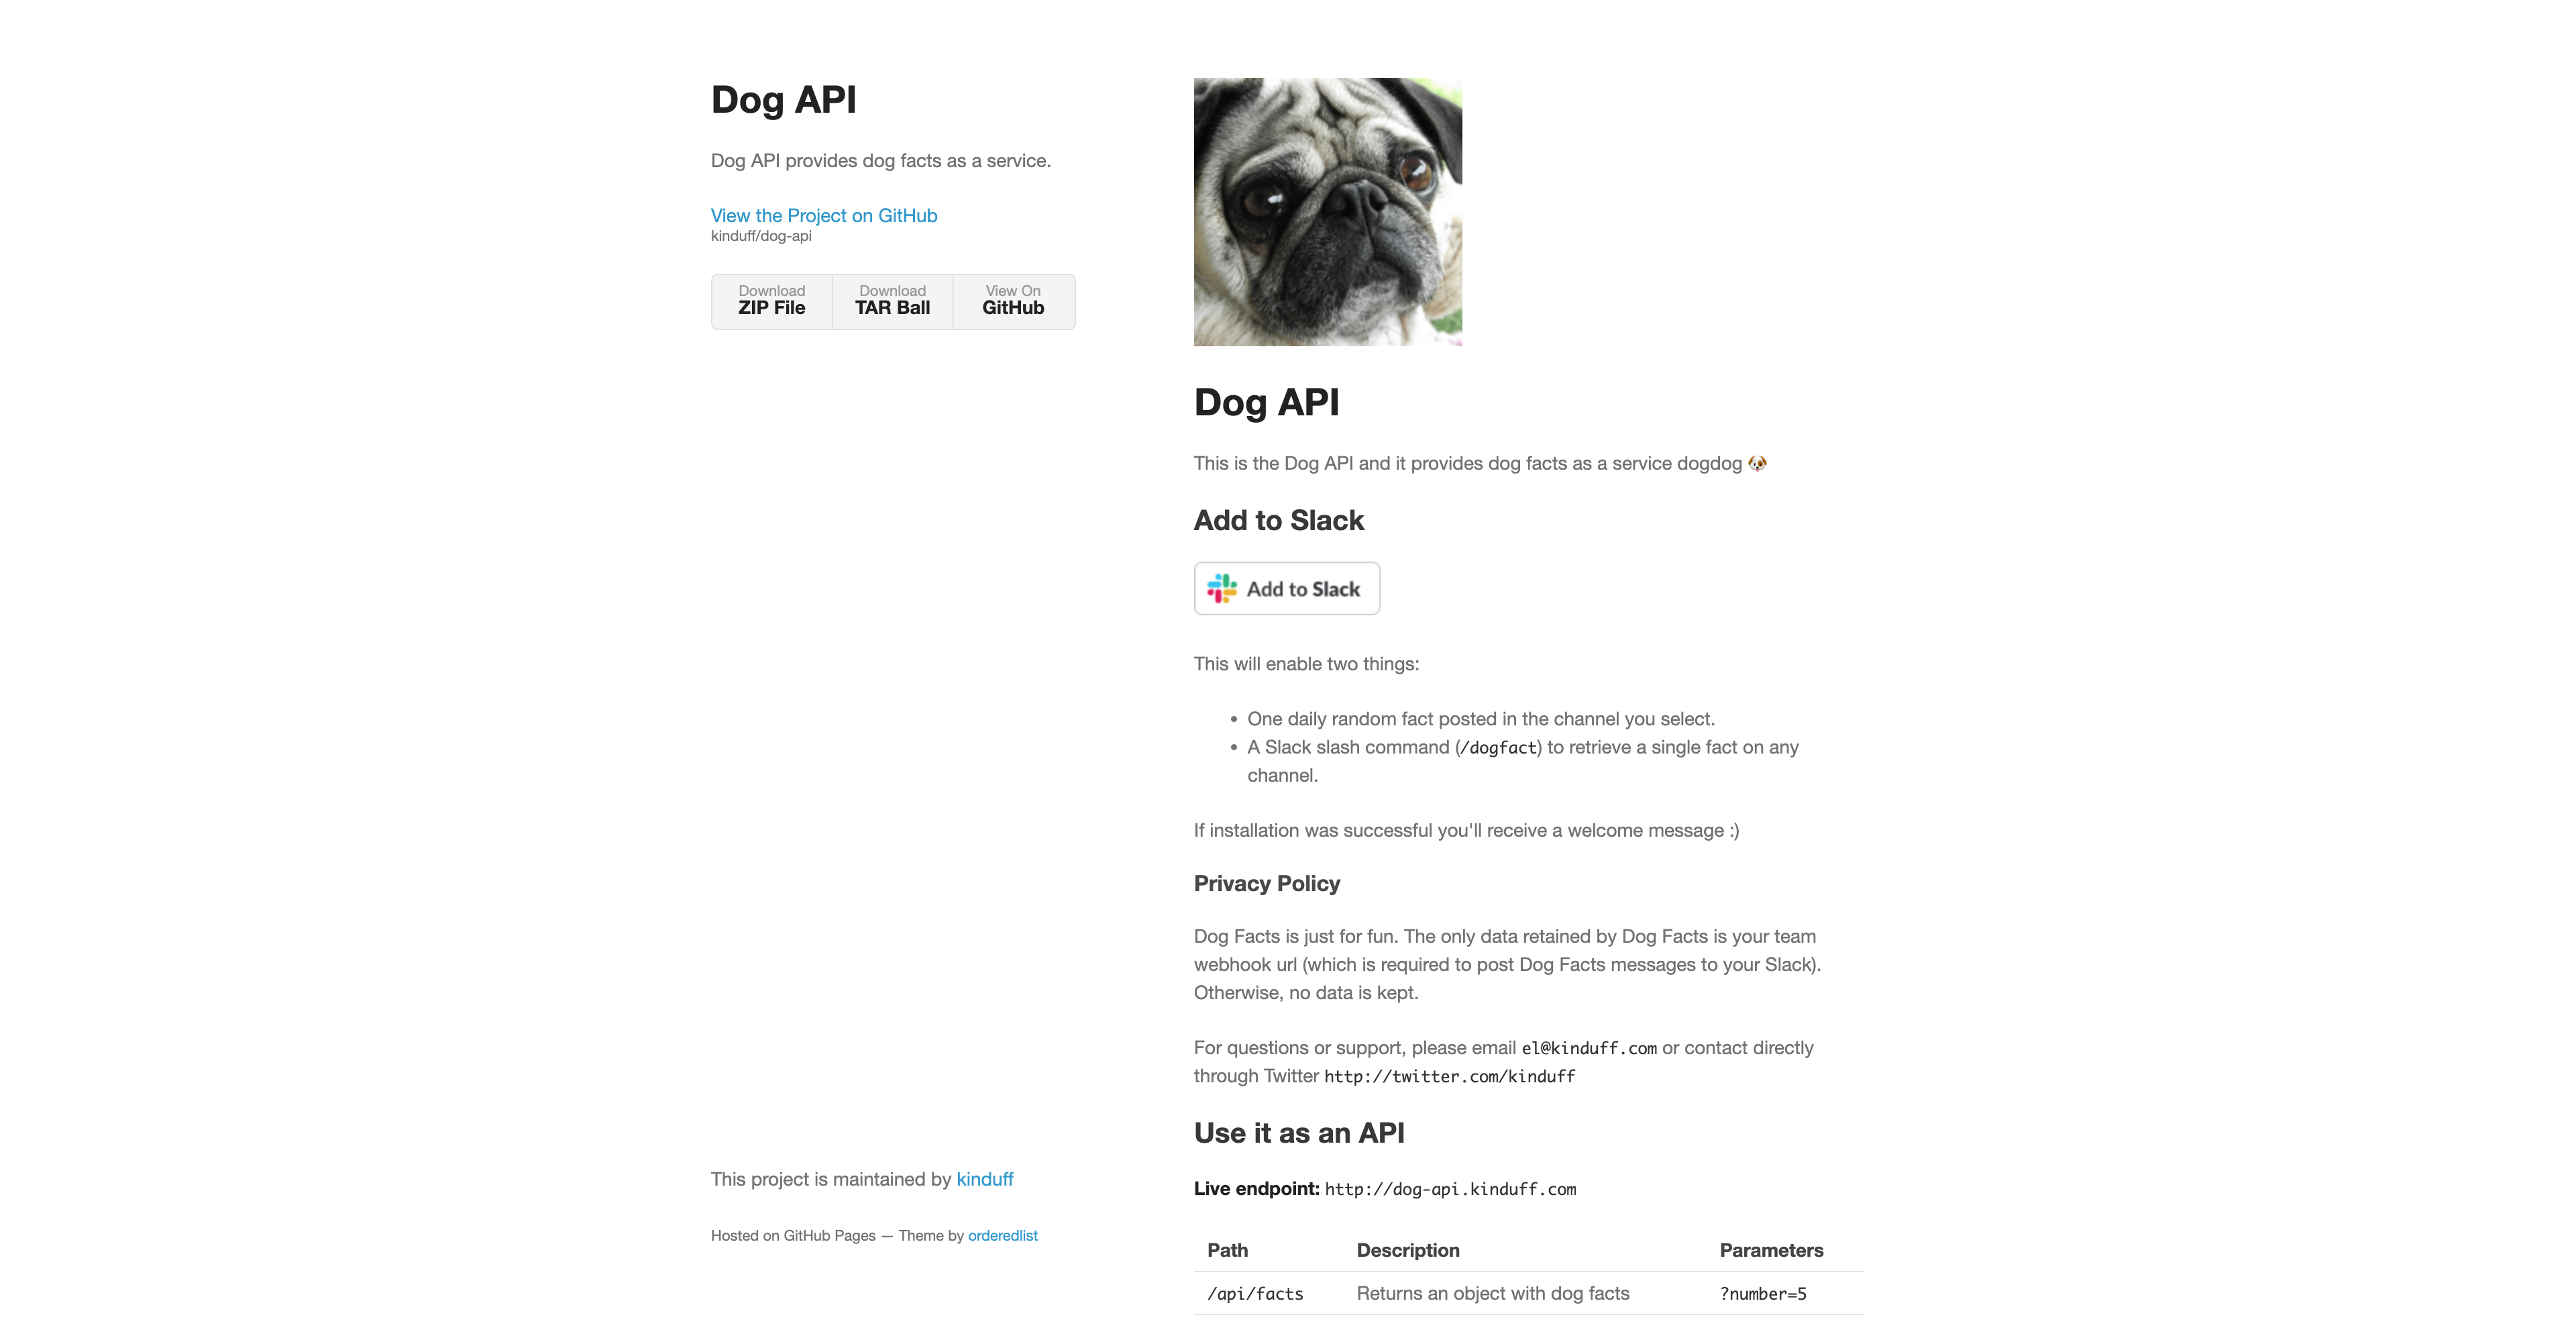 Dog API
Dog API provides dog facts as a service.
View the Project on GitHub
kinduff/dog-api
Download
ZIP File
Download
TAR Ball
View On
GitHub
This project is maintained by kinduff
Hosted on GitHub Pages — Theme by orderedlist
Dog API
This is the Dog API and it provides dog facts as a service dogdog 🐶
Add to Slack
Add to Slack
This will enable two things:
• One daily random fact posted in the channel you select.
• A Slack slash command (/dogfact) to retrieve a single fact on any
channel.
If installation was successful you'll receive a welcome message :)
Privacy Policy
Dog Facts is just for fun. The only data retained by Dog Facts is your team
webhook url (which is required to post Dog Facts messages to your Slack).
Otherwise, no data is kept.
For questions or support, please email el@kinduff.com or contact directly
through Twitter http://twitter.com/kinduff
Use it as an API
Live endpoint: http://dog-api.kinduff.com
Path Description Parameters
/api/facts Returns an object with dog facts ?number=5